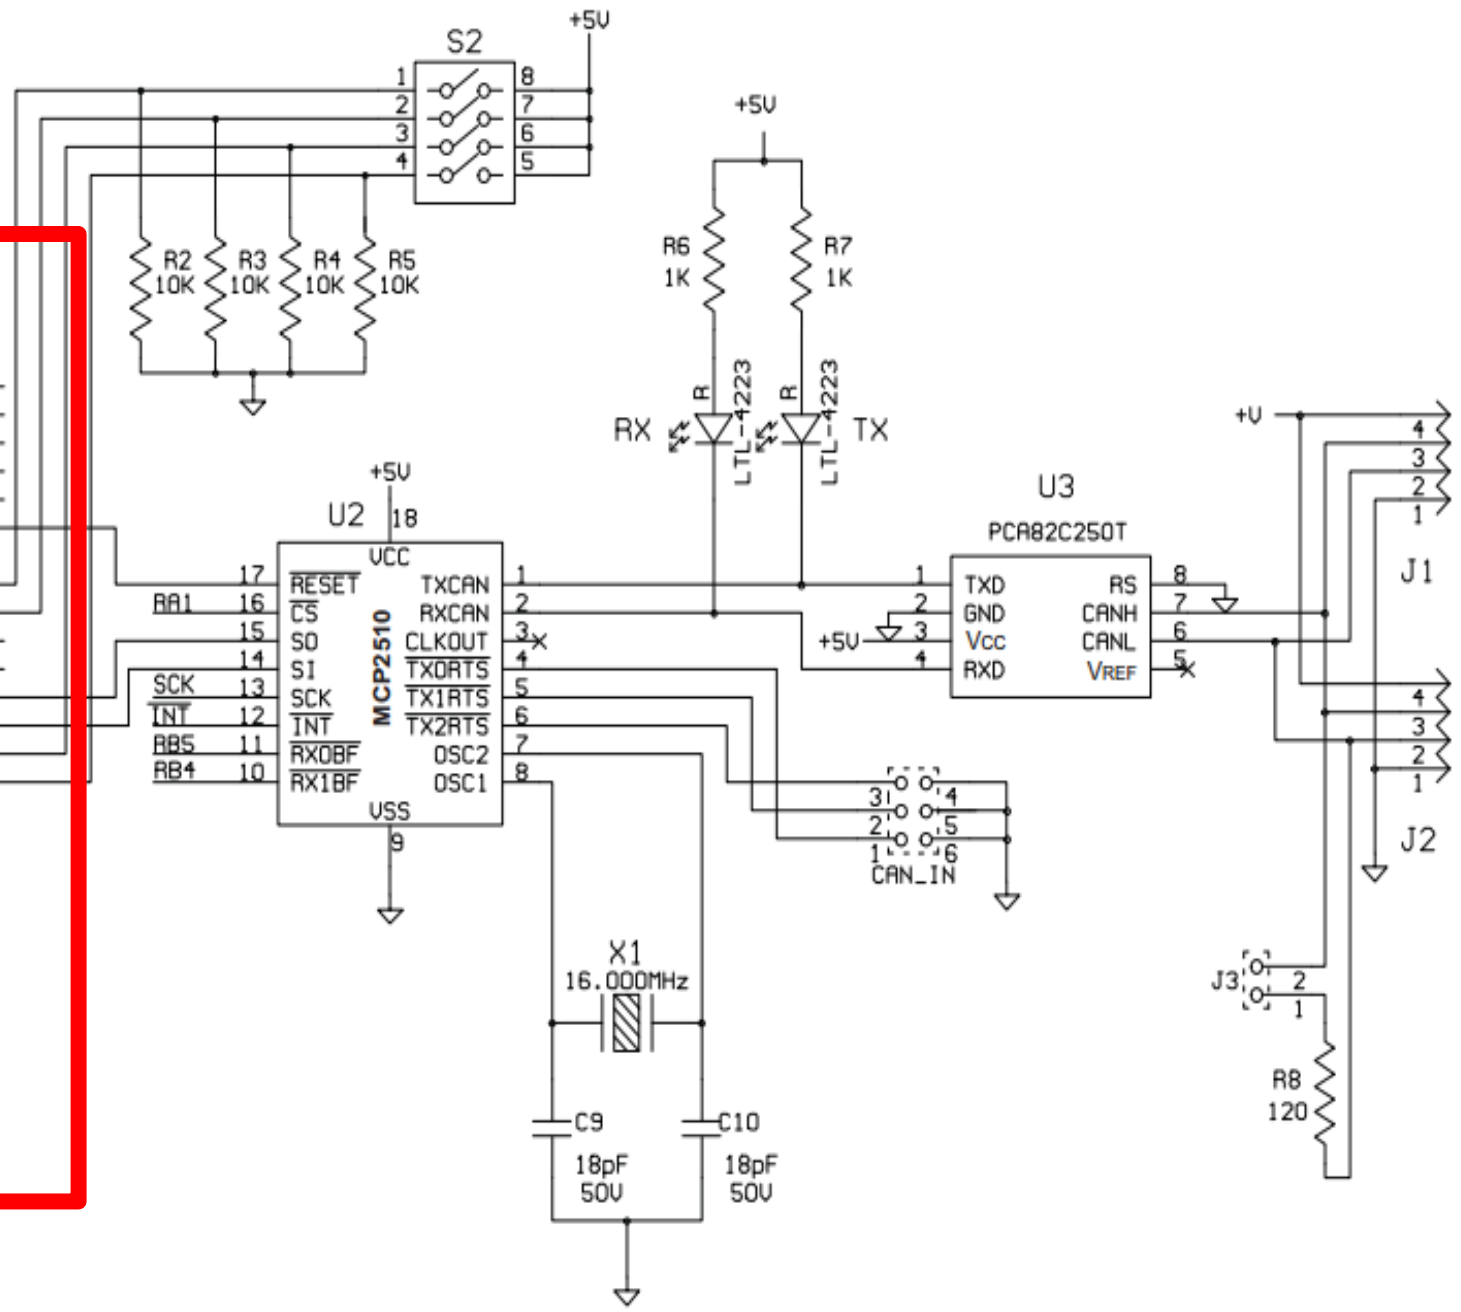 +5V
S2
1 8
2 7
3 6
4 5
+5V
R2 10K
R3 10K
R4 10K
R5 10K
R6 1K
R7 1K
R
LTL-4223
R
LTL-4223
RX
TX
+5V
U2
18
VCC
17 RESET TXCAN 1
RA1 16 CS RXCAN 2
15 SO CLKOUT 3
14 SI TX0RTS 4
SCK 13 SCK TX1RTS 5
INT 12 INT TX2RTS 6
RB5 11 RX0BF OSC2 7
RB4 10 RX1BF OSC1 8
MCP2510
VSS
9
U3
PCA82C250T
1 TXD RS 8
2 GND CANH 7
+5V 3 Vcc CANL 6
4 RXD VREF 5
+V
4
3
2
1
J1
4
3
2
1
J2
3 4
2 5
1 6
CAN_IN
X1
16.000MHz
C9
18pF
50V
C10
18pF
50V
J3
2
1
R8
120